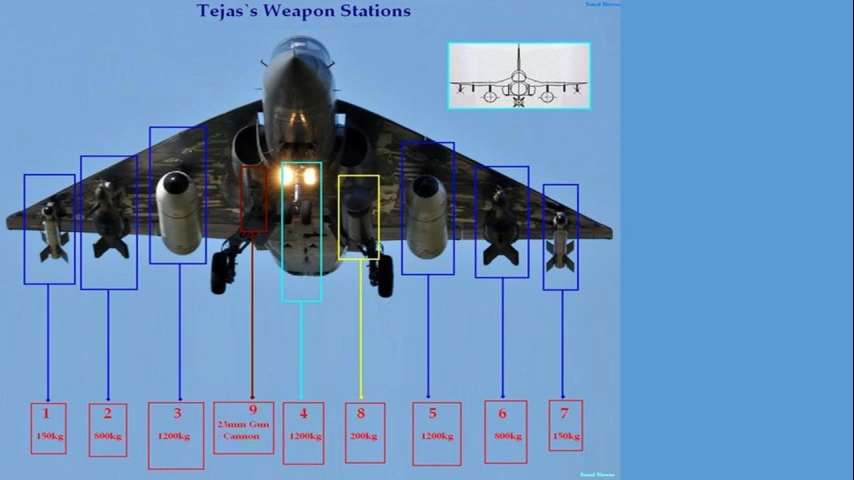 Tejas`s Weapon Stations
1
150kg
2
800kg
3
1200kg
9
23mm Gun
Cannon
4
1200kg
8
200kg
5
1200kg
6
800kg
7
150kg